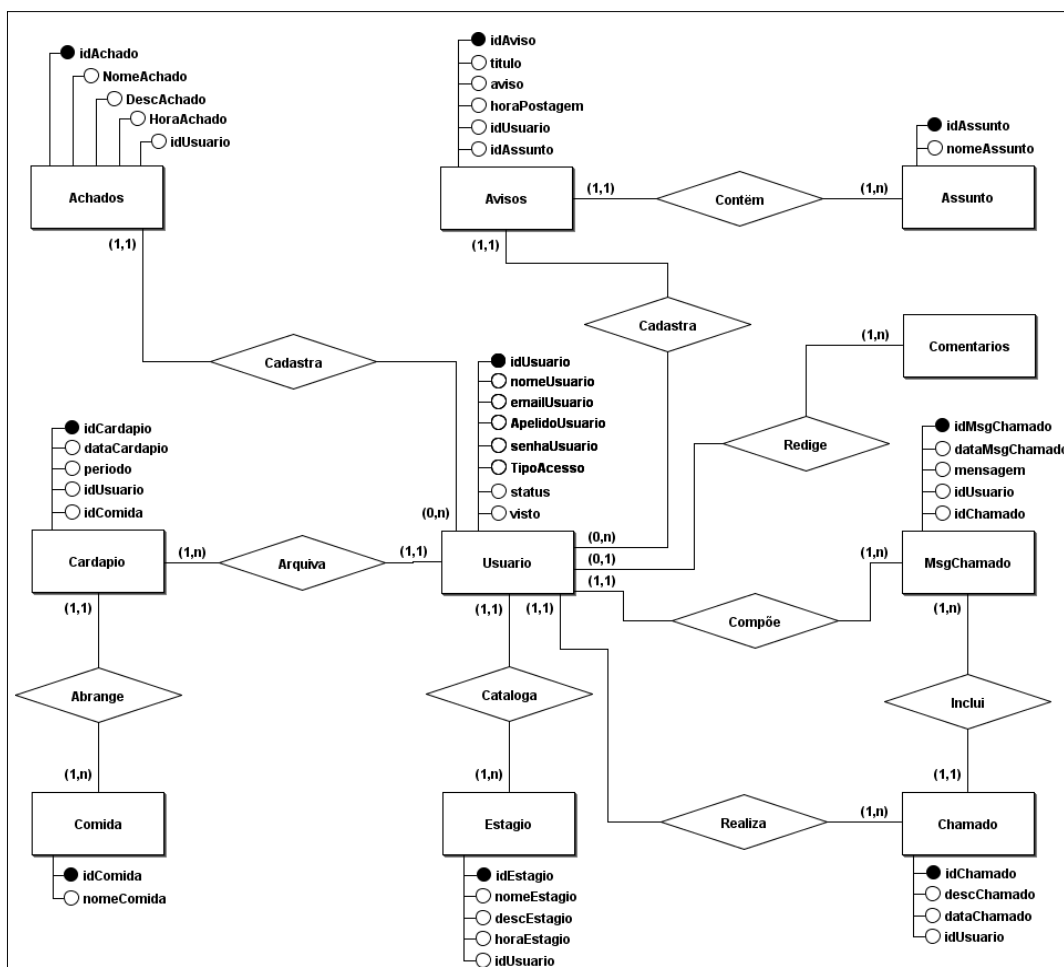 idAchado
NomeAchado
DescAchado
HoraAchado
idUsuario
Achados
(1,1)
idAviso
titulo
aviso
horaPostagem
idUsuario
idAssunto
Avisos
(1,1)
Contëm
(1,n)
idAssunto
nomeAssunto
Assunto
(1,1)
Cadastra
Cadastra
(1,n)
Comentarios
Redige
idUsuario
nomeUsuario
emailUsuario
ApelidoUsuario
senhaUsuario
TipoAcesso
status
visto
(0,n)
Usuario
(0,n)
(0,1)
(1,1)
idCardapio
dataCardapio
periodo
idUsuario
idComida
Cardapio
(1,n)
Arquiva
(1,1)
idMsgChamado
dataMsgChamado
mensagem
idUsuario
idChamado
(1,n)
MsgChamado
Compõe
(1,1)
(1,1)
(1,1)
(1,n)
Abrange
Cataloga
Inclui
(1,n)
(1,n)
(1,1)
Comida
Estagio
Realiza
(1,n)
Chamado
idComida
nomeComida
idEstagio
nomeEstagio
descEstagio
horaEstagio
idUsuario
idChamado
descChamado
dataChamado
idUsuario